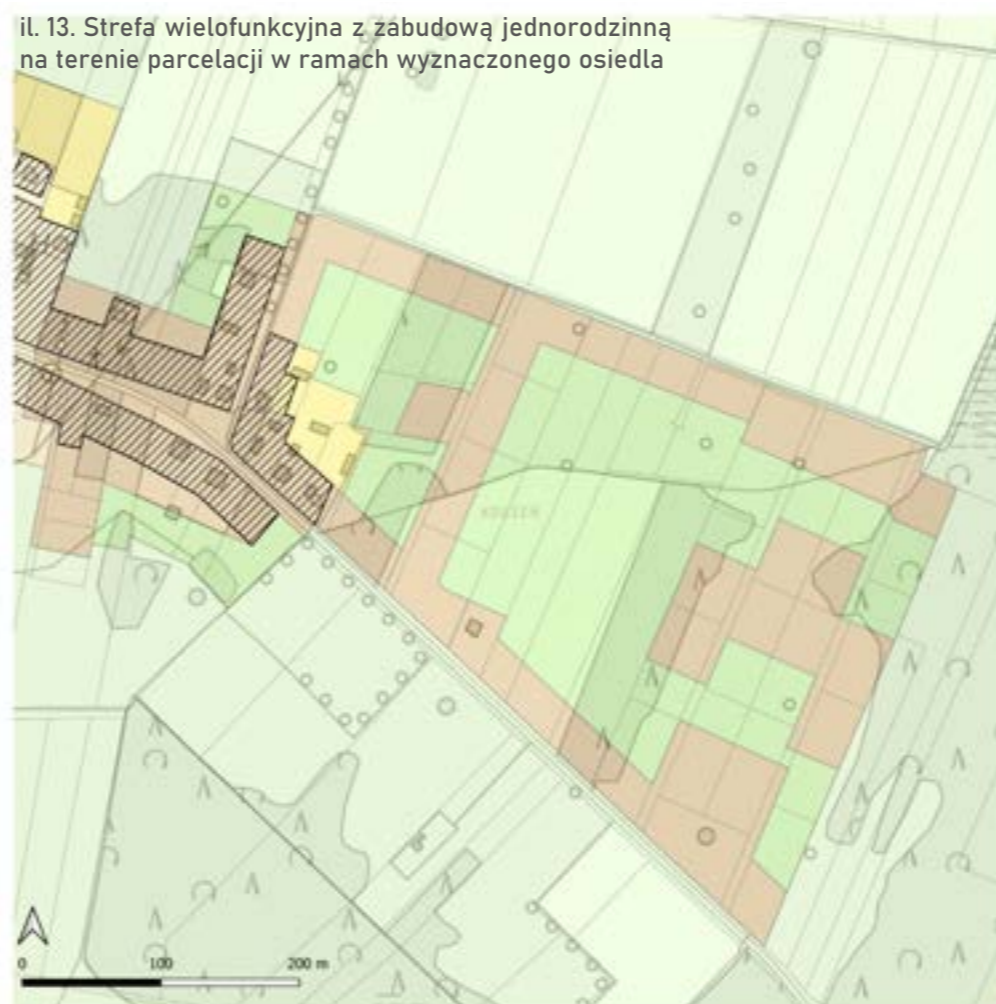 il. 13. Strefa wielofunkcyjna z zabudową jednorodzinną
na terenie parcelacji w ramach wyznaczonego osiedla
0 100 200 m